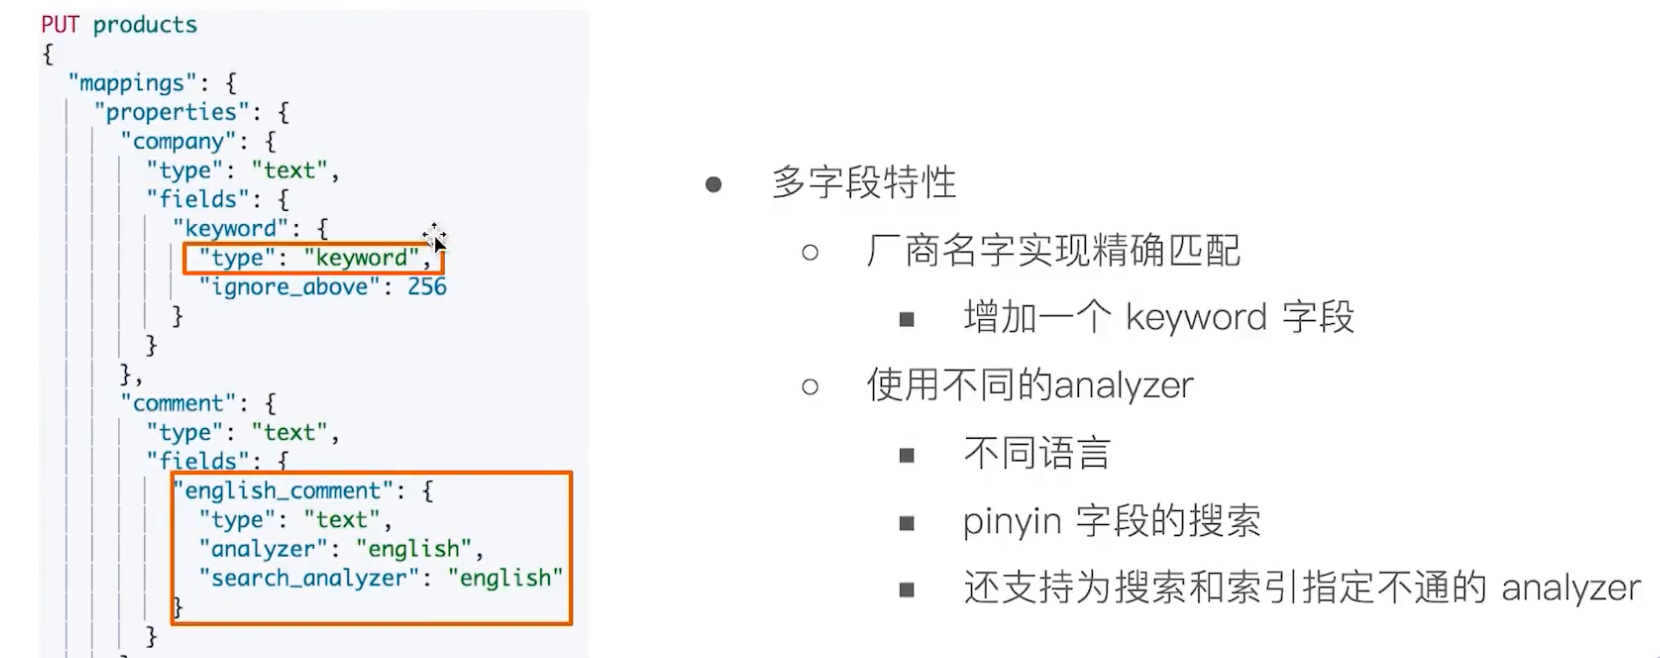 PUT products
{
"mappings": {
"properties": {
"company": {
"type": "text",
"fields": {
"keyword": {
"type": "keyword",
"ignore_above": 256
}
}
},
"comment": {
"type": "text",
"fields": {
"english_comment": {
"type": "text",
"analyzer": "english",
"search_analyzer": "english"
}
}
● 多字段特性
○ 厂商名字实现精确匹配
■ 增加一个 keyword 字段
○ 使用不同的analyzer
■ 不同语言
■ pinyin 字段的搜索
■ 还支持为搜索和索引指定不通的 analyzer